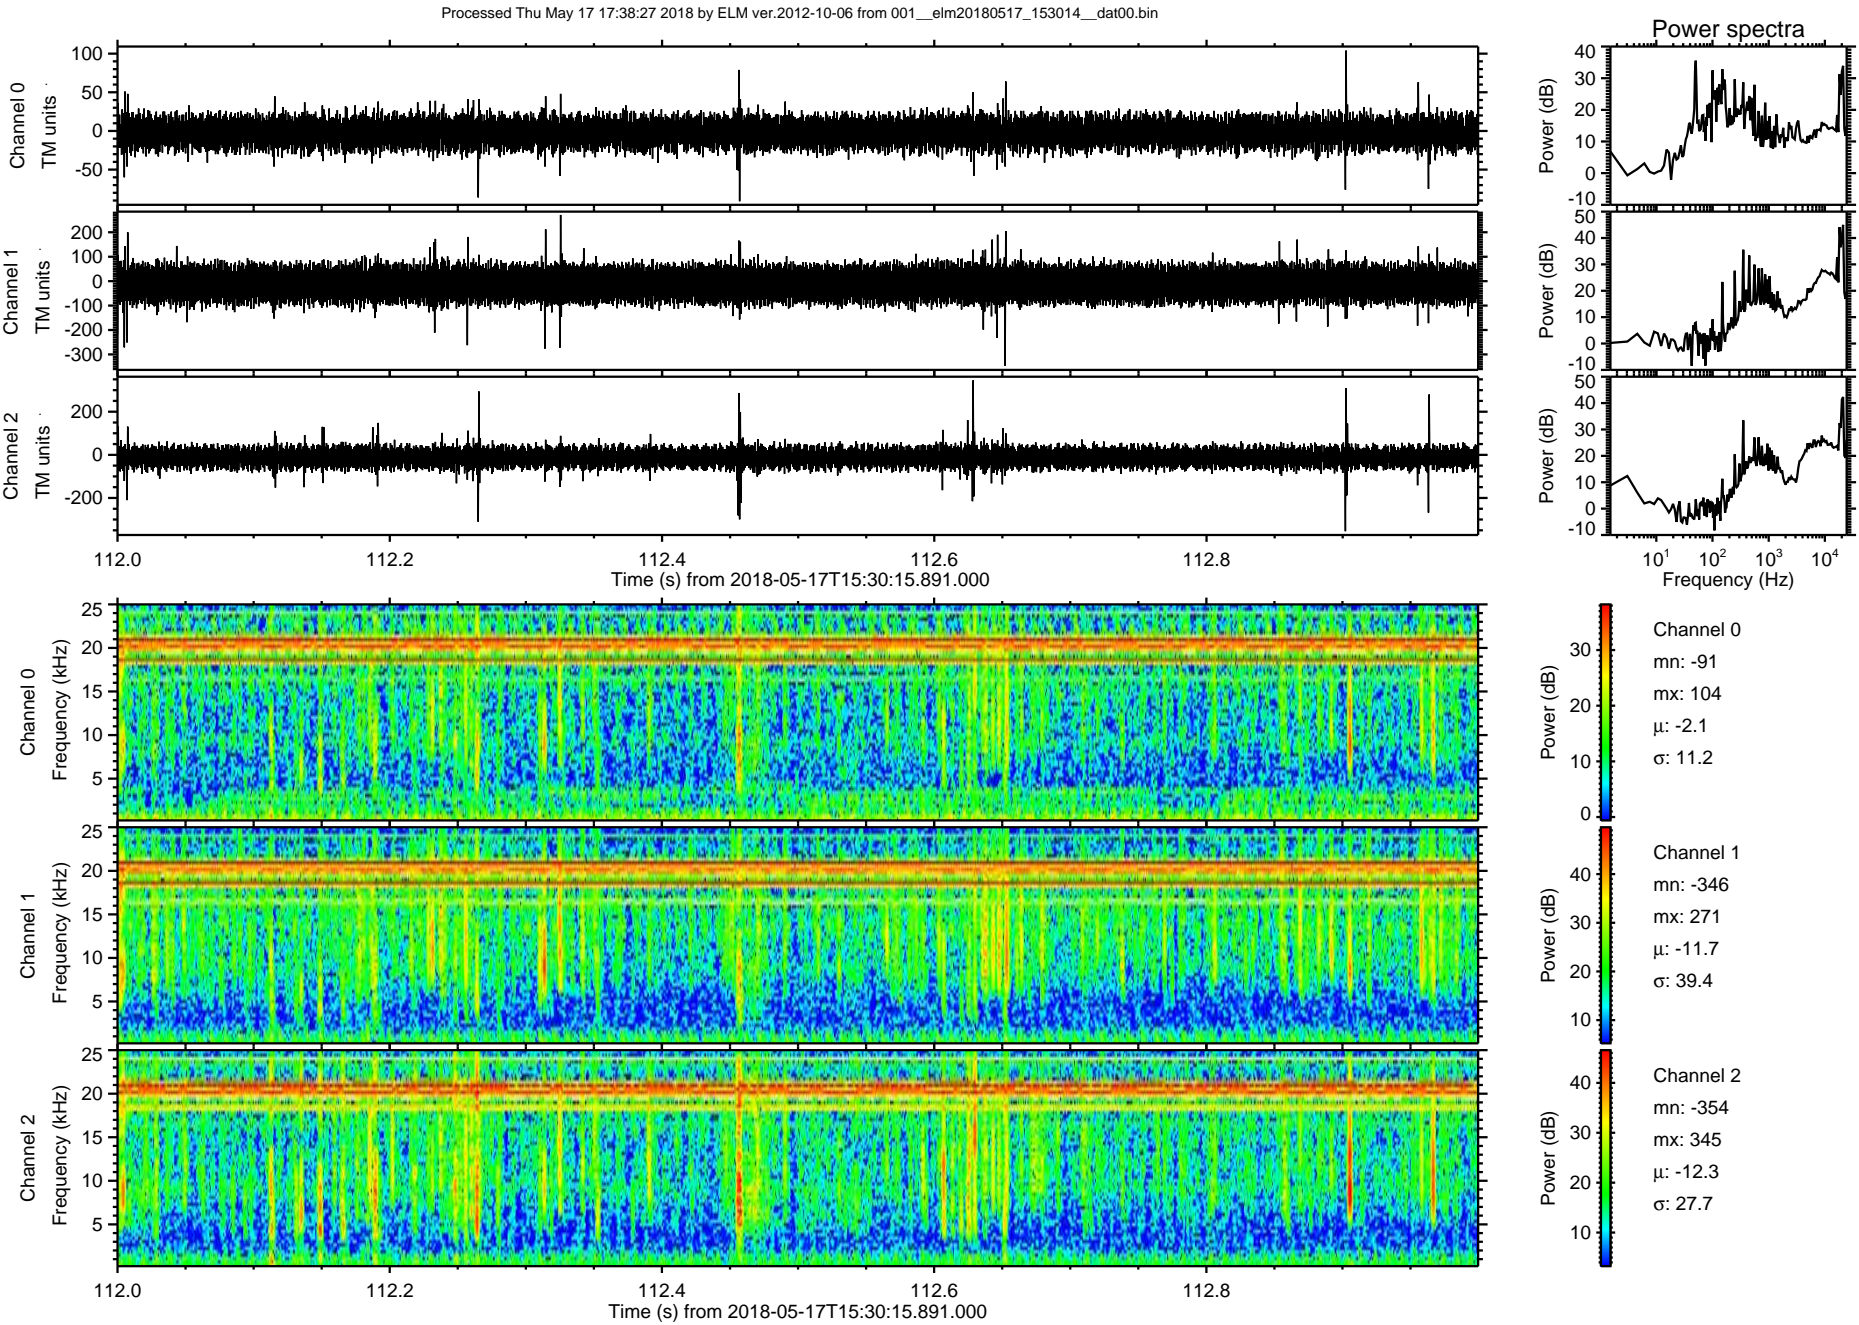 Processed Thu May 17 17:38:27 2018 by ELM ver.2012-10-06 from 001__elm20180517_153014__dat00.bin
Power spectra
Channel 0
TM units
100
50
0
-50
Power (dB)
40
30
20
10
0
-10
Channel 1
TM units
200
100
0
-100
-200
-300
Power (dB)
50
40
30
20
10
0
-10
Channel 2
TM units
200
0
-200
Power (dB)
50
40
30
20
10
0
-10
112.0 112.2 112.4 112.6 112.8
Time (s) from 2018-05-17T15:30:15.891.000
10¹ 10² 10³ 10⁴
Frequency (Hz)
Channel 0
Frequency (kHz)
25
20
15
10
5
Power (dB)
30
20
10
0
Channel 0
mn: -91
mx: 104
μ: -2.1
σ: 11.2
Channel 1
Frequency (kHz)
25
20
15
10
5
Power (dB)
40
30
20
10
Channel 1
mn: -346
mx: 271
μ: -11.7
σ: 39.4
Channel 2
Frequency (kHz)
25
20
15
10
5
Power (dB)
40
30
20
10
Channel 2
mn: -354
mx: 345
μ: -12.3
σ: 27.7
112.0 112.2 112.4 112.6 112.8
Time (s) from 2018-05-17T15:30:15.891.000